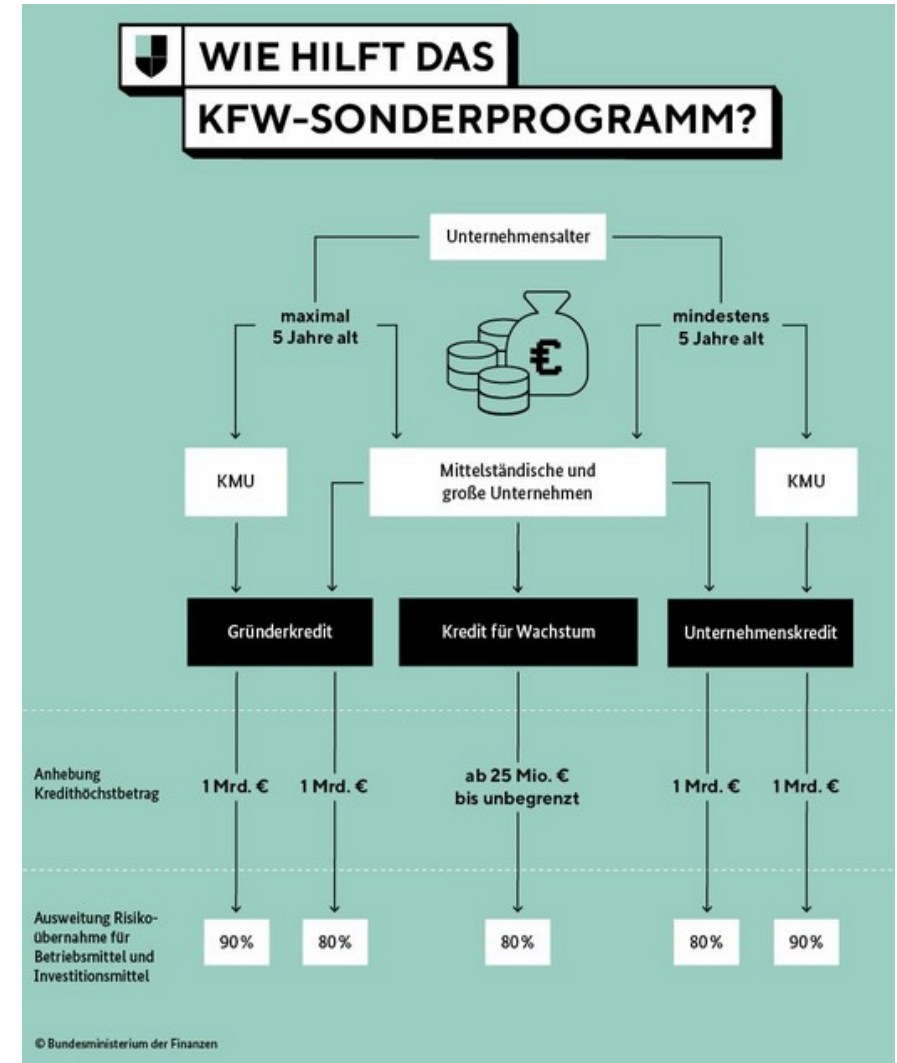 WIE HILFT DAS
KFW-SONDERPROGRAMM?
Unternehmensalter
maximal
5 Jahre alt
mindestens
5 Jahre alt
€
KMU
Mittelständische und
große Unternehmen
KMU
Gründerkredit
Kredit für Wachstum
Unternehmenskredit
Anhebung
Kredithöchstbetrag
1 Mrd. €
1 Mrd. €
ab 25 Mio. €
bis unbegrenzt
1 Mrd. €
1 Mrd. €
Ausweitung Risiko-
übernahme für
Betriebsmittel und
Investitionsmittel
90%
80%
80%
80%
90%
© Bundesministerium der Finanzen